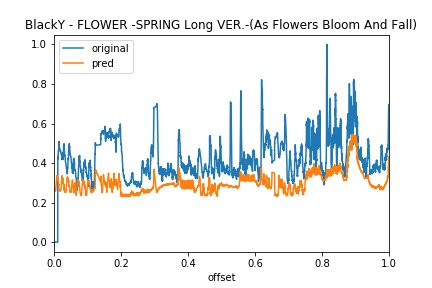 BlackY - FLOWER -SPRING Long VER.-(As Flowers Bloom And Fall)
original
pred
1.0
0.8
0.6
0.4
0.2
0.0
0.0 0.2 0.4 0.6 0.8 1.0
offset